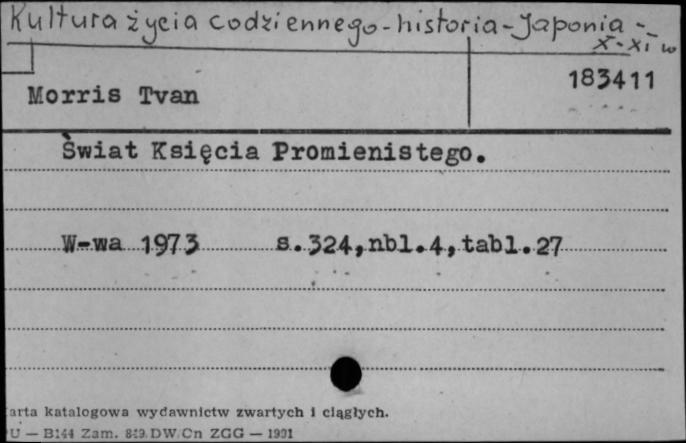 Kultura życia codziennego - historia - Japonia -
X - XI w
183411
Morris Tvan
Świat Księcia Promienistego.
W-wa 1973 s.324,nbl.4,tabl.27
arta katalogowa wydawnictw zwartych i ciągłych.
U — B144 Zam. 849 DW Cn ZGG — 1991